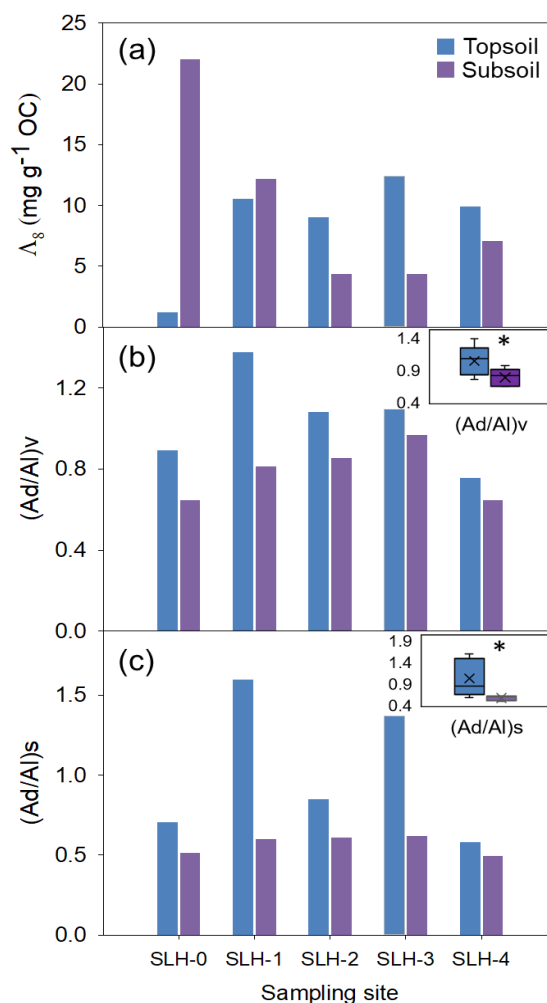 (a)
Topsoil
Subsoil
25
20
15
10
5
0
Λ₈ (mg g⁻¹ OC)
(b)
1.2
0.8
0.4
0.0
(Ad/Al)v
1.4
0.9
0.4
*
(Ad/Al)v
(c)
1.5
1.0
0.5
0.0
(Ad/Al)s
1.9
1.4
0.9
0.4
*
(Ad/Al)s
SLH-0 SLH-1 SLH-2 SLH-3 SLH-4
Sampling site